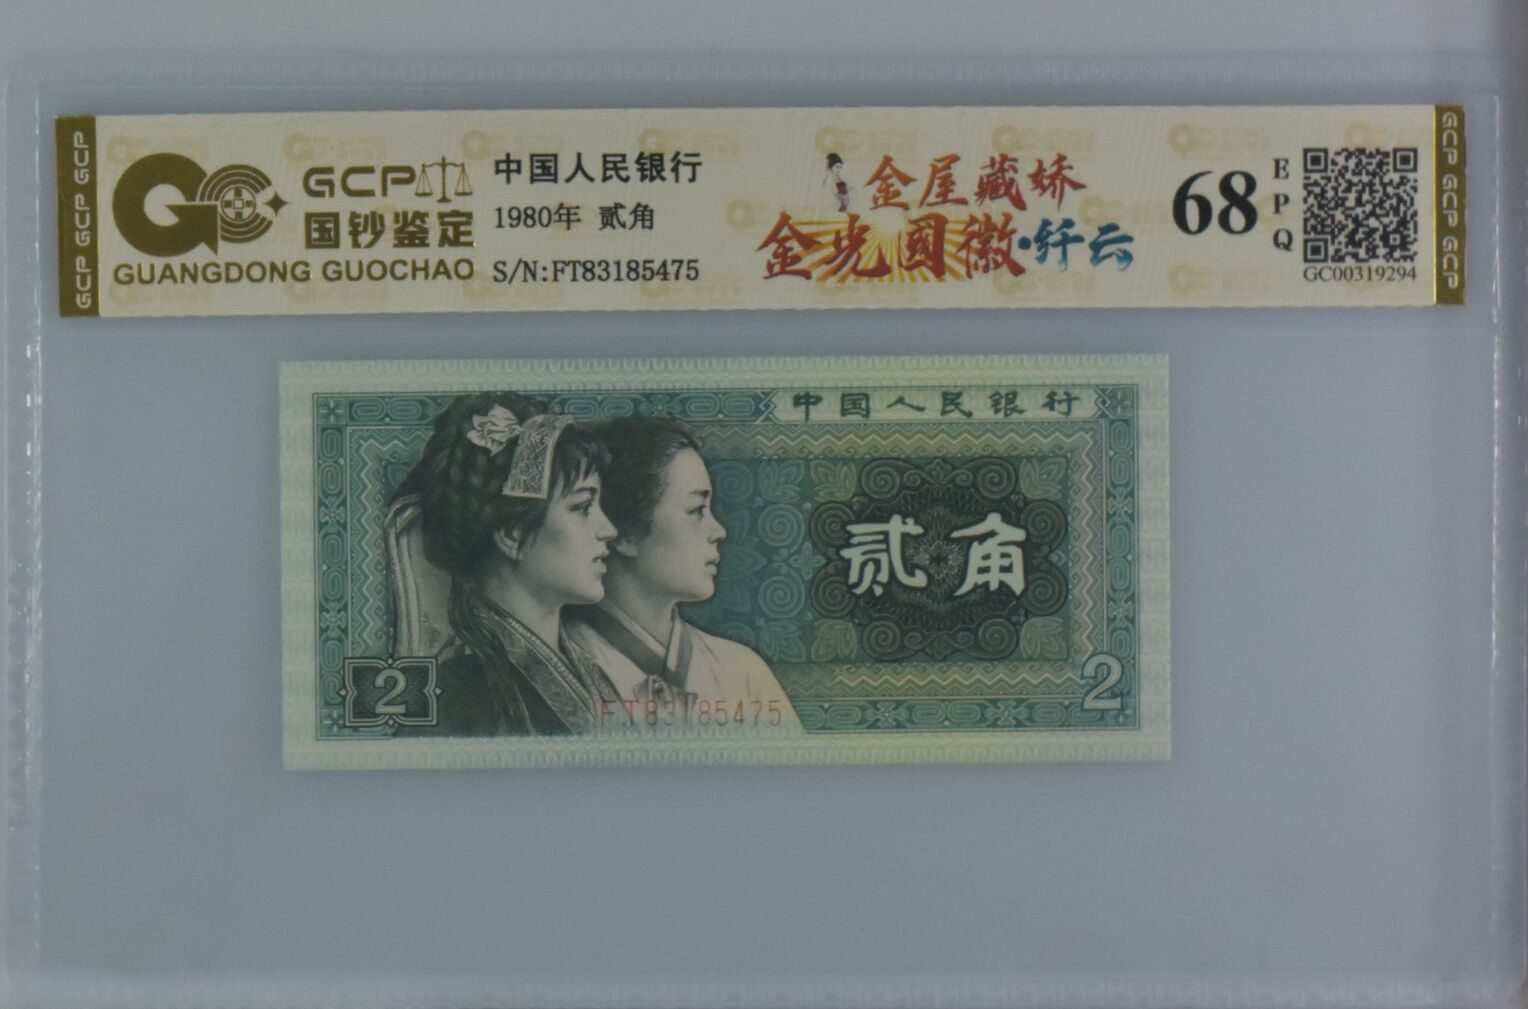 GCP GCP GCP
GCP
国钞鉴定
GUANGDONG GUOCHAO
中国人民银行
1980年 贰角
S/N:FT83185475
金屋藏娇
金光國徽·纤云
68
EPQ
GC00319294
GCP GCP GCP
中国人民银行
贰角
2
2
FT83185475